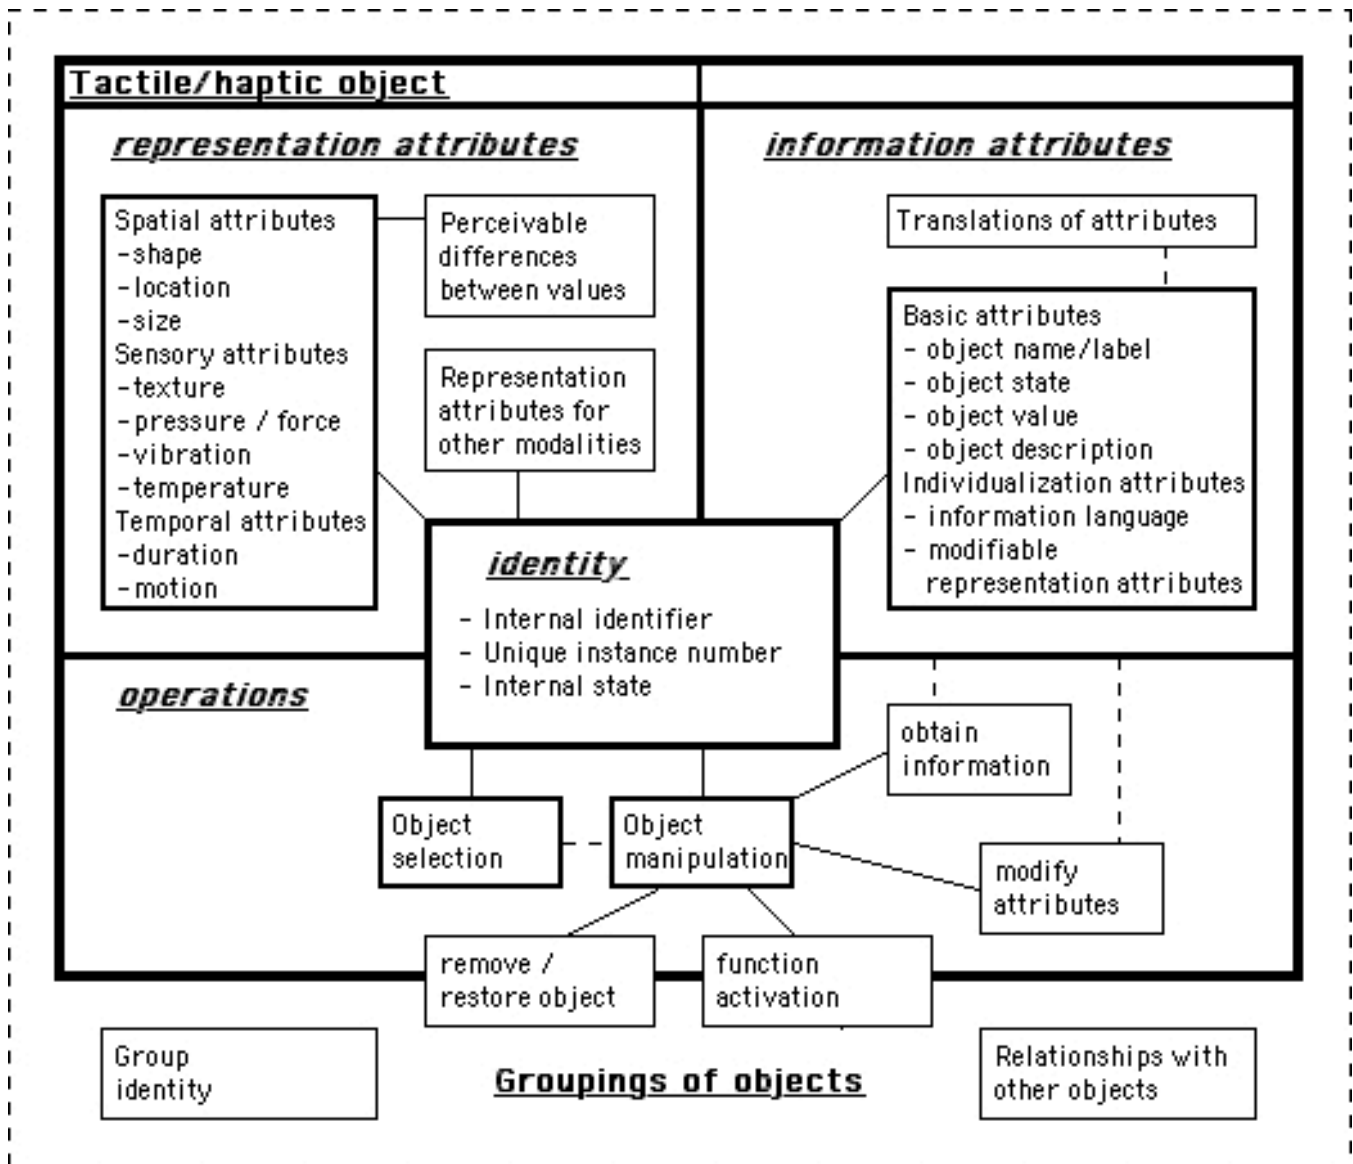 Tactile/haptic object
representation attributes
Spatial attributes
-shape
-location
-size
Sensory attributes
-texture
-pressure / force
-vibration
-temperature
Temporal attributes
-duration
-motion
Perceivable
differences
between values
Representation
attributes for
other modalities
information attributes
Translations of attributes
Basic attributes
- object name/label
- object state
- object value
- object description
Individualization attributes
- information language
- modifiable
representation attributes
identity
- Internal identifier
- Unique instance number
- Internal state
operations
obtain
information
Object
selection
Object
manipulation
modify
attributes
remove /
restore object
function
activation
Group
identity
Groupings of objects
Relationships with
other objects